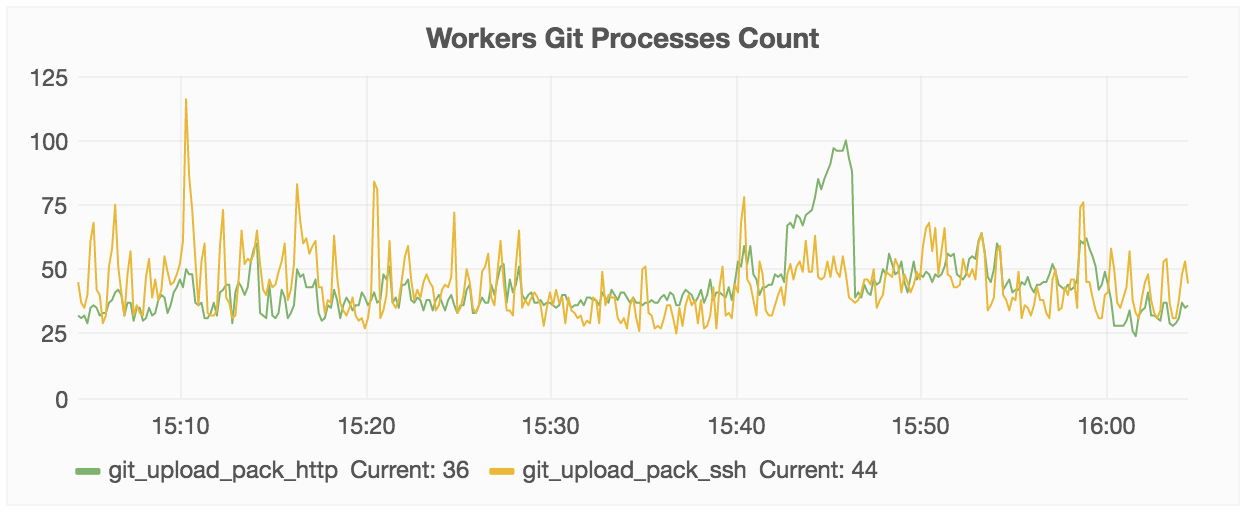 Workers Git Processes Count
125
100
75
50
25
0
15:10 15:20 15:30 15:40 15:50 16:00
git_upload_pack_http Current: 36 git_upload_pack_ssh Current: 44